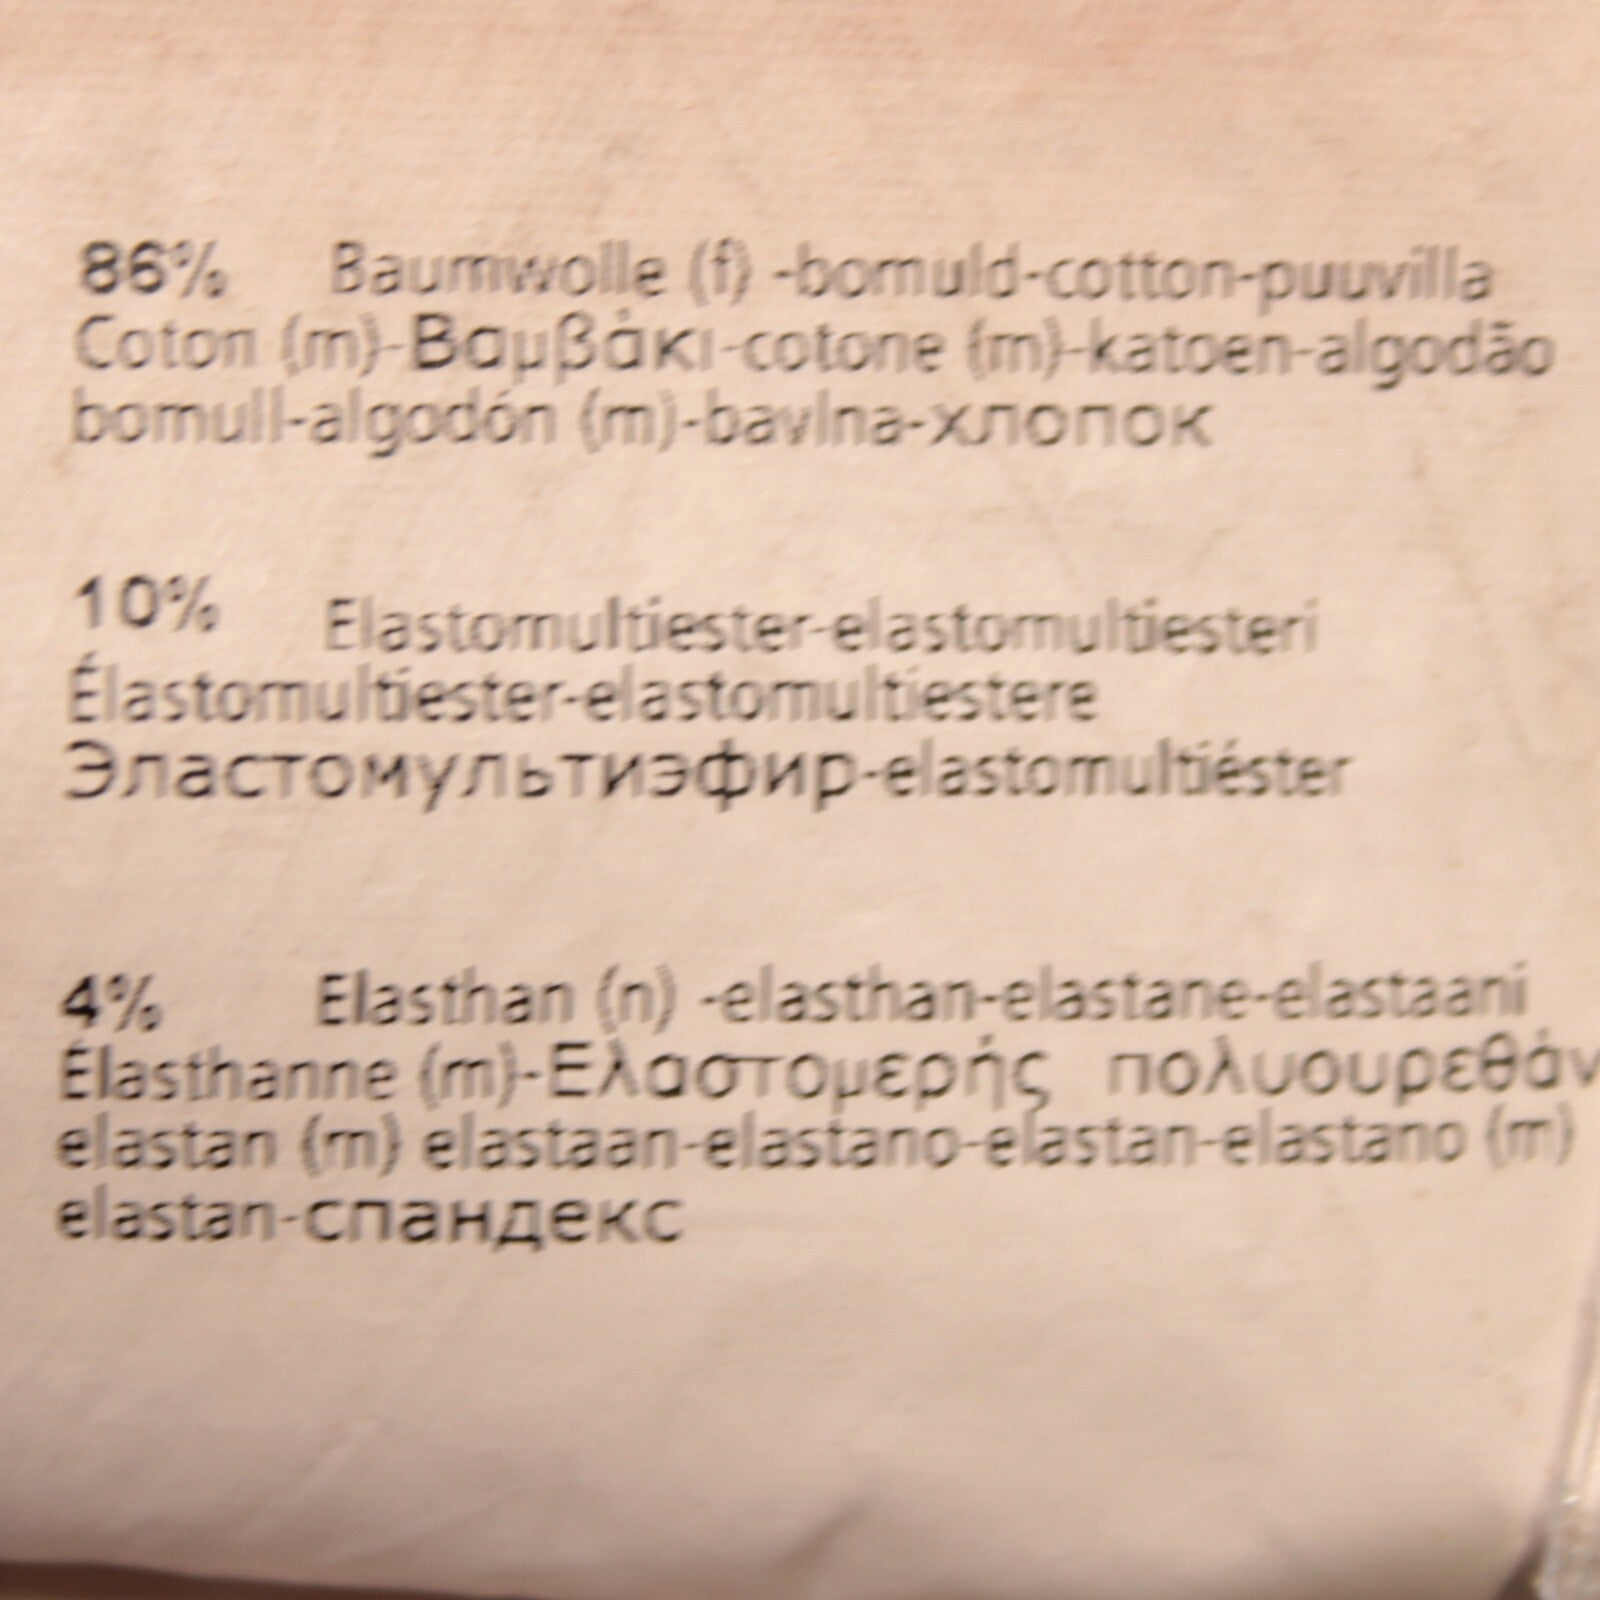 86% Baumwolle (f) -bomuld-cotton-puuvilla
Coton (m)-Βαμβάκι-cotone (m)-katoen-algodão
bomull-algodón (m)-bavlna-хлопок
10% Elastomultiester-elastomultiesteri
Élastomultiester-elastomultiestere
Эластомультиэфир-elastomultiéster
4% Elasthan (n) -elasthan-elastane-elastaani
Élasthanne (m)-Ελαστομερής πολυουρεθάν
elastan (m) elastaan-elastano-elastan-elastano (m)
elastan-спандекс